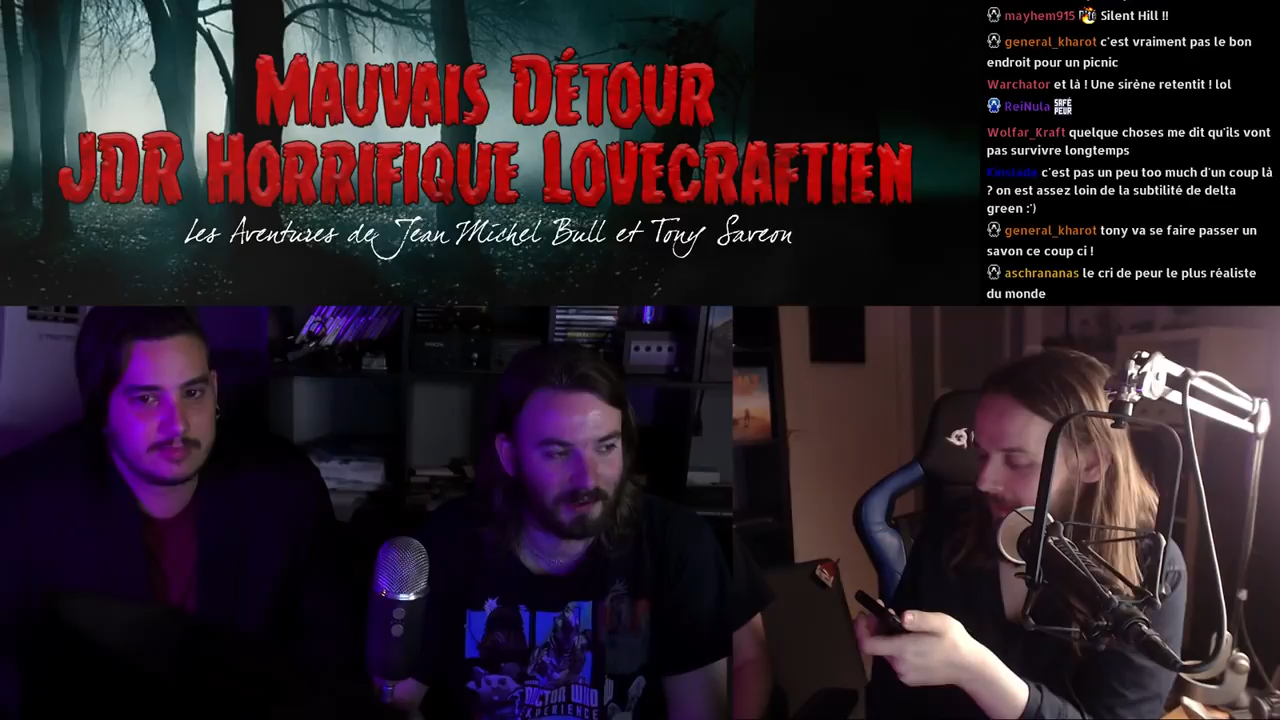 MAUVAIS DÉTOUR
JDR HORRIFIQUE LOVECRAFTIEN
Les Aventures de Jean Michel Bull et Tony Saveon
mayhem915 Silent Hill !!
general_kharot c'est vraiment pas le bon
endroit pour un picnic
Warchator et là ! Une sirène retentit ! lol
ReiNula SAFÉ PEUR
Wolfar_Kraft quelque choses me dit qu'ils vont
pas survivre longtemps
c'est pas un peu too much d'un coup là
? on est assez loin de la subtilité de delta
green :')
general_kharot tony va se faire passer un
savon ce coup ci !
aschrananas le cri de peur le plus réaliste
du monde
DOCTOR WHO
EXPERIENCE